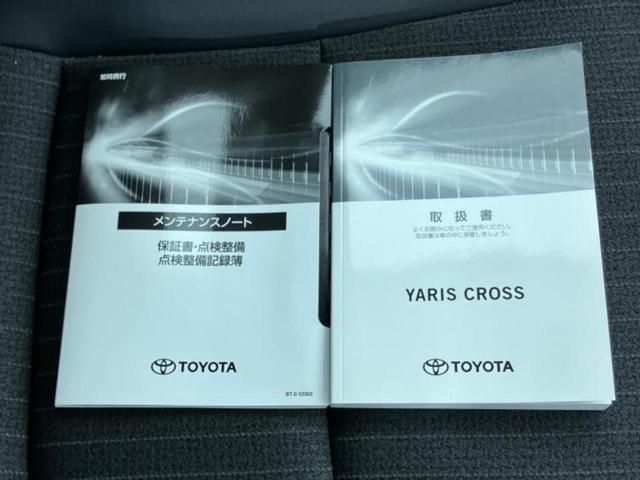 常時携行
メンテナンスノート
保証書・点検整備
点検整備記録簿
TOYOTA
BT-0 52303
取扱書
よくお読みになってご使用ください。
取扱書は車の中に保管しましょう。
YARIS CROSS
TOYOTA